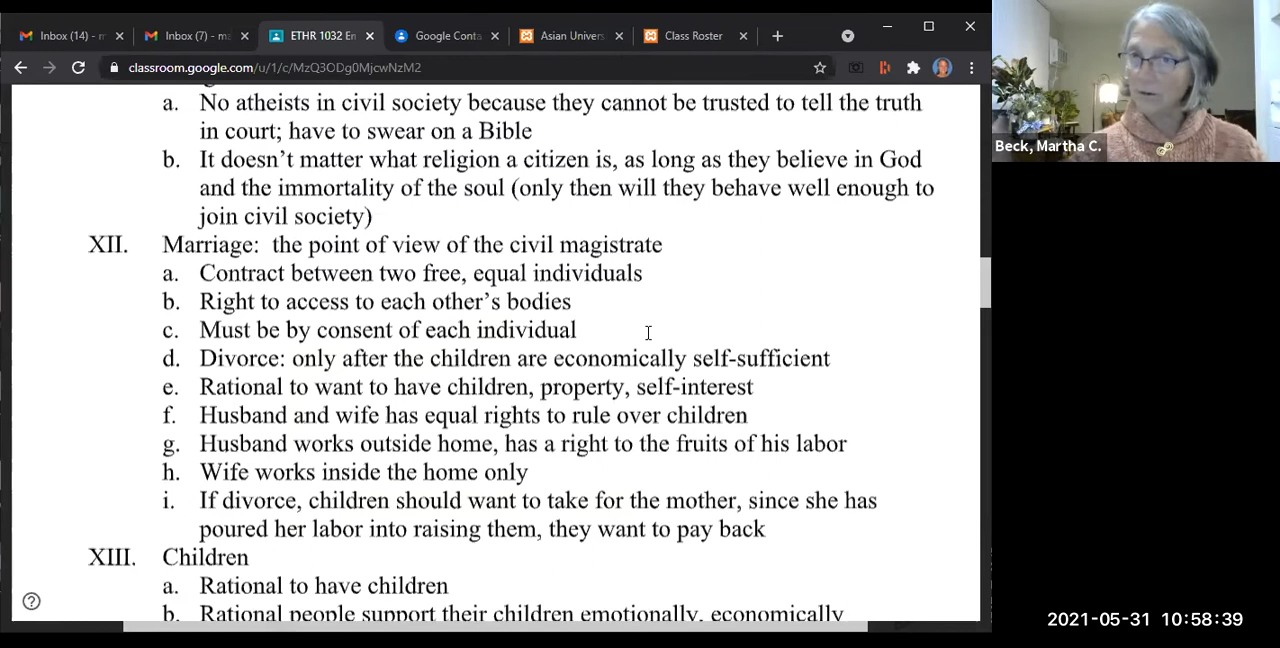 Inbox (14) - m
Inbox (7) - ma
ETHR 1032 En
Google Conta
Asian Univers
Class Roster
classroom.google.com/u/1/c/MzQ3ODg0MjcwNzM2
a. No atheists in civil society because they cannot be trusted to tell the truth
in court; have to swear on a Bible
b. It doesn't matter what religion a citizen is, as long as they believe in God
and the immortality of the soul (only then will they behave well enough to
join civil society)
XII. Marriage: the point of view of the civil magistrate
a. Contract between two free, equal individuals
b. Right to access to each other's bodies
c. Must be by consent of each individual
d. Divorce: only after the children are economically self-sufficient
e. Rational to want to have children, property, self-interest
f. Husband and wife has equal rights to rule over children
g. Husband works outside home, has a right to the fruits of his labor
h. Wife works inside the home only
i. If divorce, children should want to take for the mother, since she has
poured her labor into raising them, they want to pay back
XIII. Children
a. Rational to have children
b. Rational people support their children emotionally, economically
Beck, Martha C.
2021-05-31 10:58:39